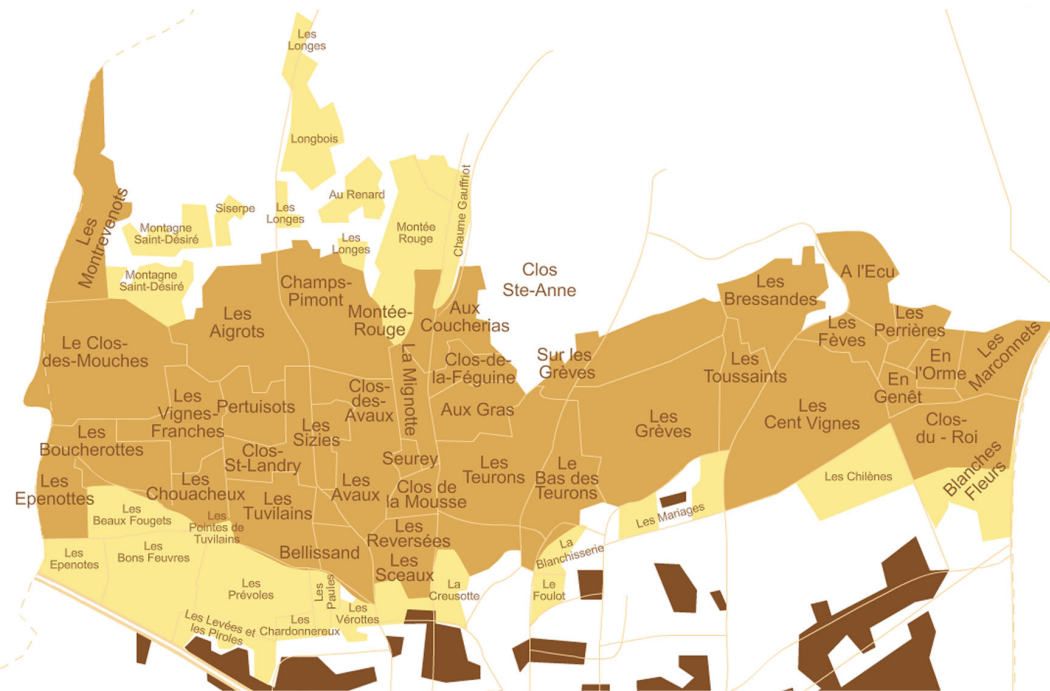 Les
Longes
Longbois
Au Renard
Siserpe
Les
Longes
Les
Longes
Montagne
Saint-Désiré
Montagne
Saint-Désiré
Montée
Rouge
Chaume Gauffriot
Les
Montrevenots
Clos
Ste-Anne
Champs-
Pimont
Les
Aigrots
Montée-
Rouge
Aux
Coucherias
Le Clos-
des-Mouches
La Mignotte
Clos-de-
la-Féguine
Sur les
Grèves
Les
Bressandes
A l'Ecu
Les
Fèves
Les
Perrières
En
l'Orme
Les
Marconnets
Les
Toussaints
En
Genêt
Les
Vignes-
Franches
Pertuisots
Clos-
des-
Avaux
Aux Gras
Les
Grèves
Les
Cent Vignes
Clos-
du - Roi
Les
Boucherottes
Les
Sizies
Clos-
St-Landry
Seurey
Les
Teurons
Le
Bas des
Teurons
Les Chilènes
Blanches
Fleurs
Les
Epenottes
Les
Chouacheux
Les
Tuvilains
Les
Avaux
Clos de
la Mousse
Les
Beaux Fougets
Les
Pointes de
Tuvilains
Les
Reversées
Les Mariages
Les
Epenotes
Les
Bons Feuvres
Bellissand
Les
Sceaux
La
Blanchisserie
Les
Prévoles
Les
Paules
La
Creusotte
Le
Foulot
Les
Vérottes
Les Levées et
les Piroles
Les
Chardonnereux